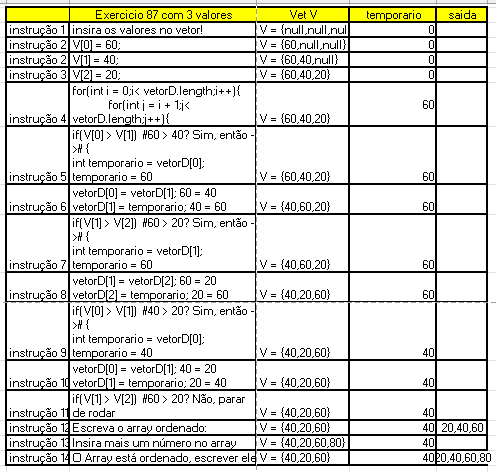 Exercicio 87 com 3 valores Vet V temporario saida
instrução 1 insira os valores no vetor! V = {null,null,nul 0
instrução 2 V[0] = 60; V = {60,null,null} 0
instrução 2 V[1] = 40; V = {60,40,null} 0
instrução 3 V[2] = 20; V = {60,40,20} 0
for(int i = 0;i< vetorD.length;i++){
for(int j = i + 1;j<
instrução 4 vetorD.length;j++){ V = {60,40,20} 60
if(V[0] > V[1]) #60 > 40? Sim, então -
># {
int temporario = vetorD[0];
instrução 5 temporario = 60 V = {60,40,20} 60
vetorD[0] = vetorD[1]; 60 = 40
instrução 6 vetorD[1] = temporario; 40 = 60 V = {40,60,20} 60
if(V[1] > V[2]) #60 > 20? Sim, então -
># {
int temporario = vetorD[1];
instrução 7 temporario = 60 V = {40,60,20} 60
vetorD[1] = vetorD[2]; 60 = 20
instrução 8 vetorD[2] = temporario; 20 = 60 V = {40,20,60} 60
if(V[0] > V[1]) #40 > 20? Sim, então -
># {
int temporario = vetorD[0];
instrução 9 temporario = 40 V = {40,20,60} 40
vetorD[0] = vetorD[1]; 40 = 20
instrução 10 vetorD[1] = temporario; 20 = 40 V = {40,20,60} 40
if(V[1] > V[2]) #60 > 20? Não, parar
instrução 11 de rodar V = {40,20,60} 40
instrução 12 Escreva o array ordenado: V = {40,20,60} 40 20,40,60
instrução 13 Insira mais um número no array V = {40,20,60,80} 40
instrução 14 O Array está ordenado, escrever ele V = {40,20,60} 40 20,40,60,80